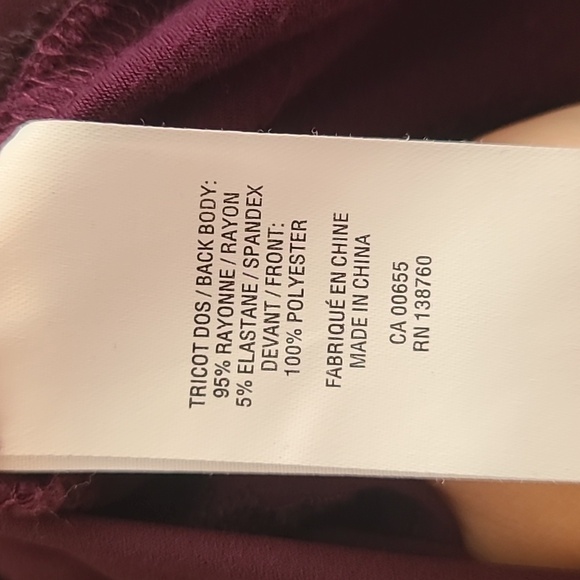 TRICOT DOS / BACK BODY:
95% RAYONNE / RAYON
5% ELASTANE / SPANDEX
DEVANT / FRONT:
100% POLYESTER
FABRIQUÉ EN CHINE
MADE IN CHINA
CA 00655
RN 138760